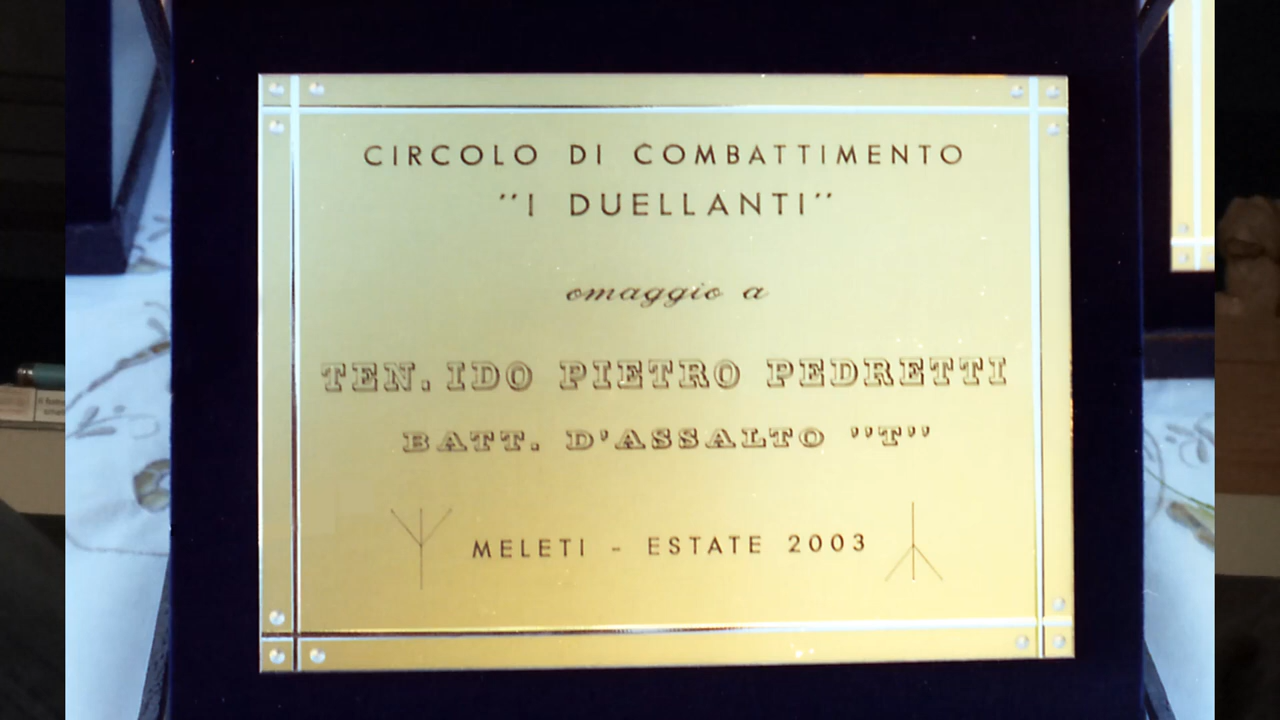 CIRCOLO DI COMBATTIMENTO
"I DUELLANTI"
omaggio a
TEN. IDO PIETRO PEDRETTI
BATT. D'ASSALTO "T"
MELETI - ESTATE 2003